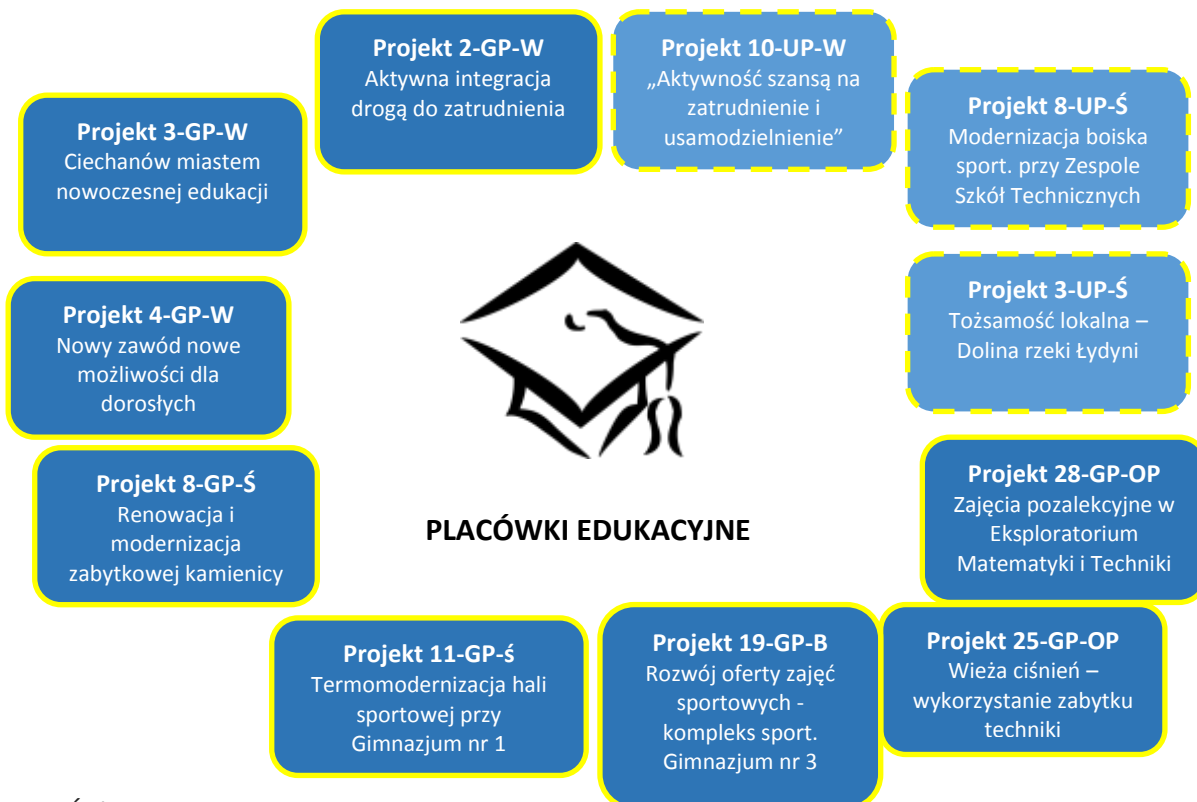 Projekt 2-GP-W
Aktywna integracja
drogą do zatrudnienia
Projekt 10-UP-W
„Aktywność szansą na
zatrudnienie i
usamodzielnienie”
Projekt 8-UP-Ś
Modernizacja boiska
sport. przy Zespole
Szkół Technicznych
Projekt 3-GP-W
Ciechanów miastem
nowoczesnej edukacji
Projekt 3-UP-Ś
Tożsamość lokalna –
Dolina rzeki Łydyni
Projekt 4-GP-W
Nowy zawód nowe
możliwości dla
dorosłych
Projekt 28-GP-OP
Zajęcia pozalekcyjne w
Eksploratorium
Matematyki i Techniki
Projekt 8-GP-Ś
Renowacja i
modernizacja
zabytkowej kamienicy
PLACÓWKI EDUKACYJNE
Projekt 11-GP-ś
Termomodernizacja hali
sportowej przy
Gimnazjum nr 1
Projekt 19-GP-B
Rozwój oferty zajęć
sportowych -
kompleks sport.
Gimnazjum nr 3
Projekt 25-GP-OP
Wieża ciśnień –
wykorzystanie zabytku
techniki